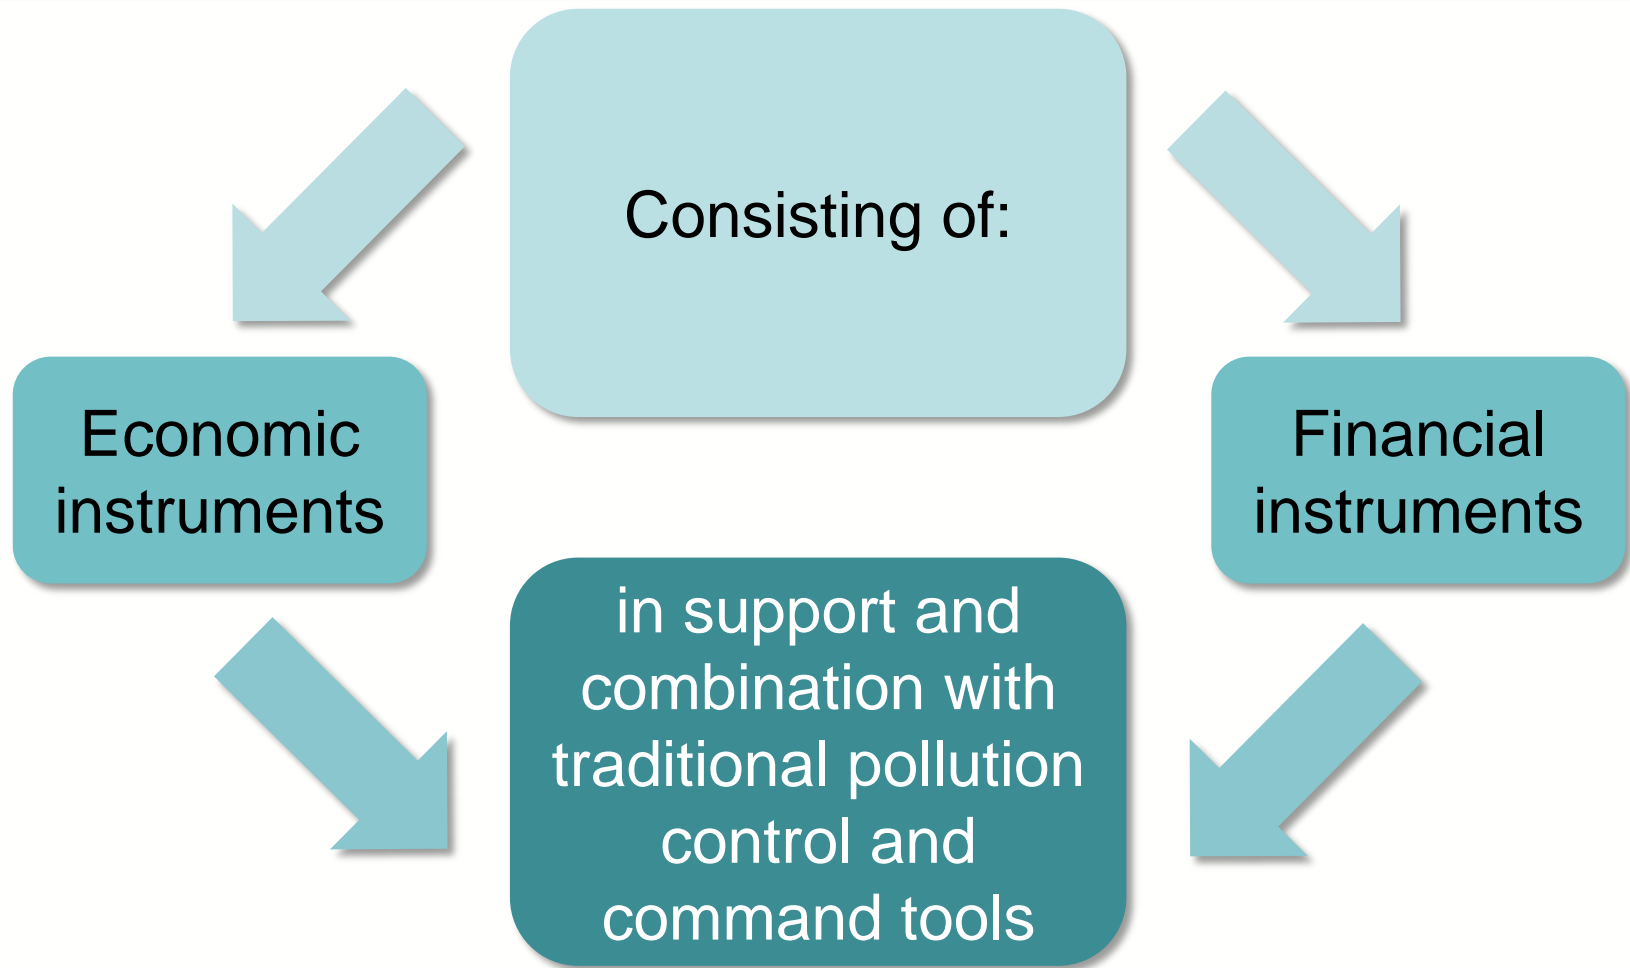 Consisting of:
Economic
instruments
Financial
instruments
in support and
combination with
traditional pollution
control and
command tools